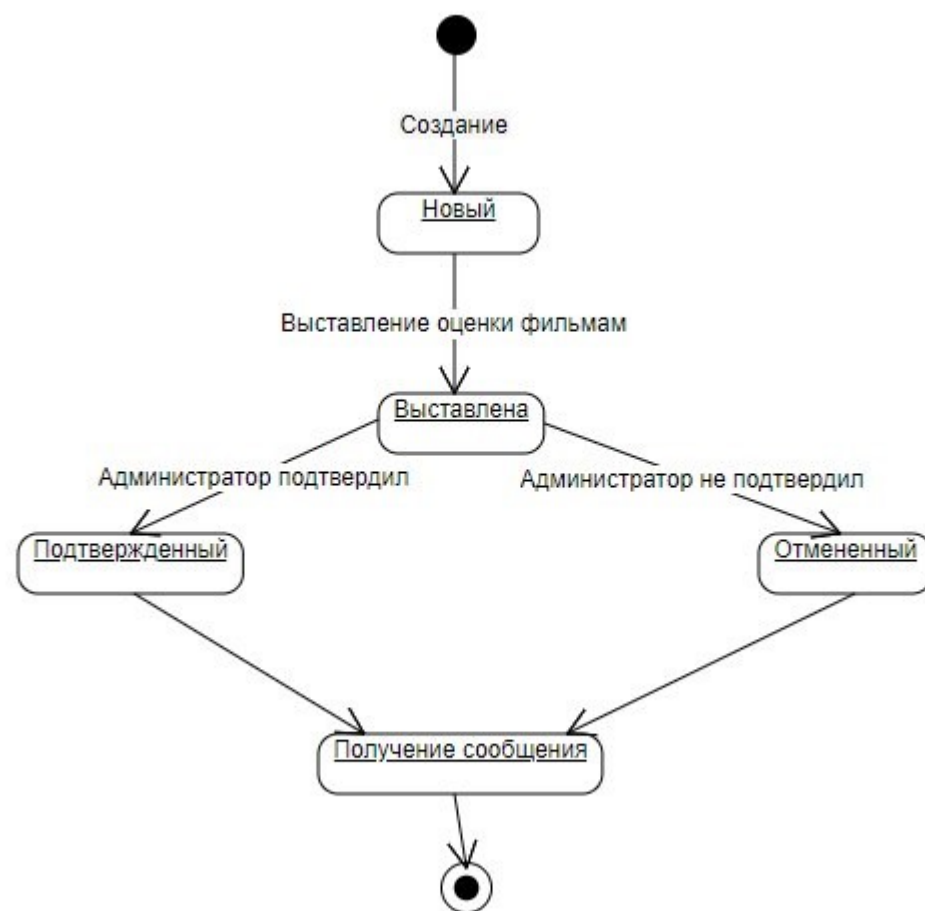 Создание
Новый
Выставление оценки фильмам
Выставлена
Администратор подтвердил
Администратор не подтвердил
Подтвержденный
Отмененный
Получение сообщения